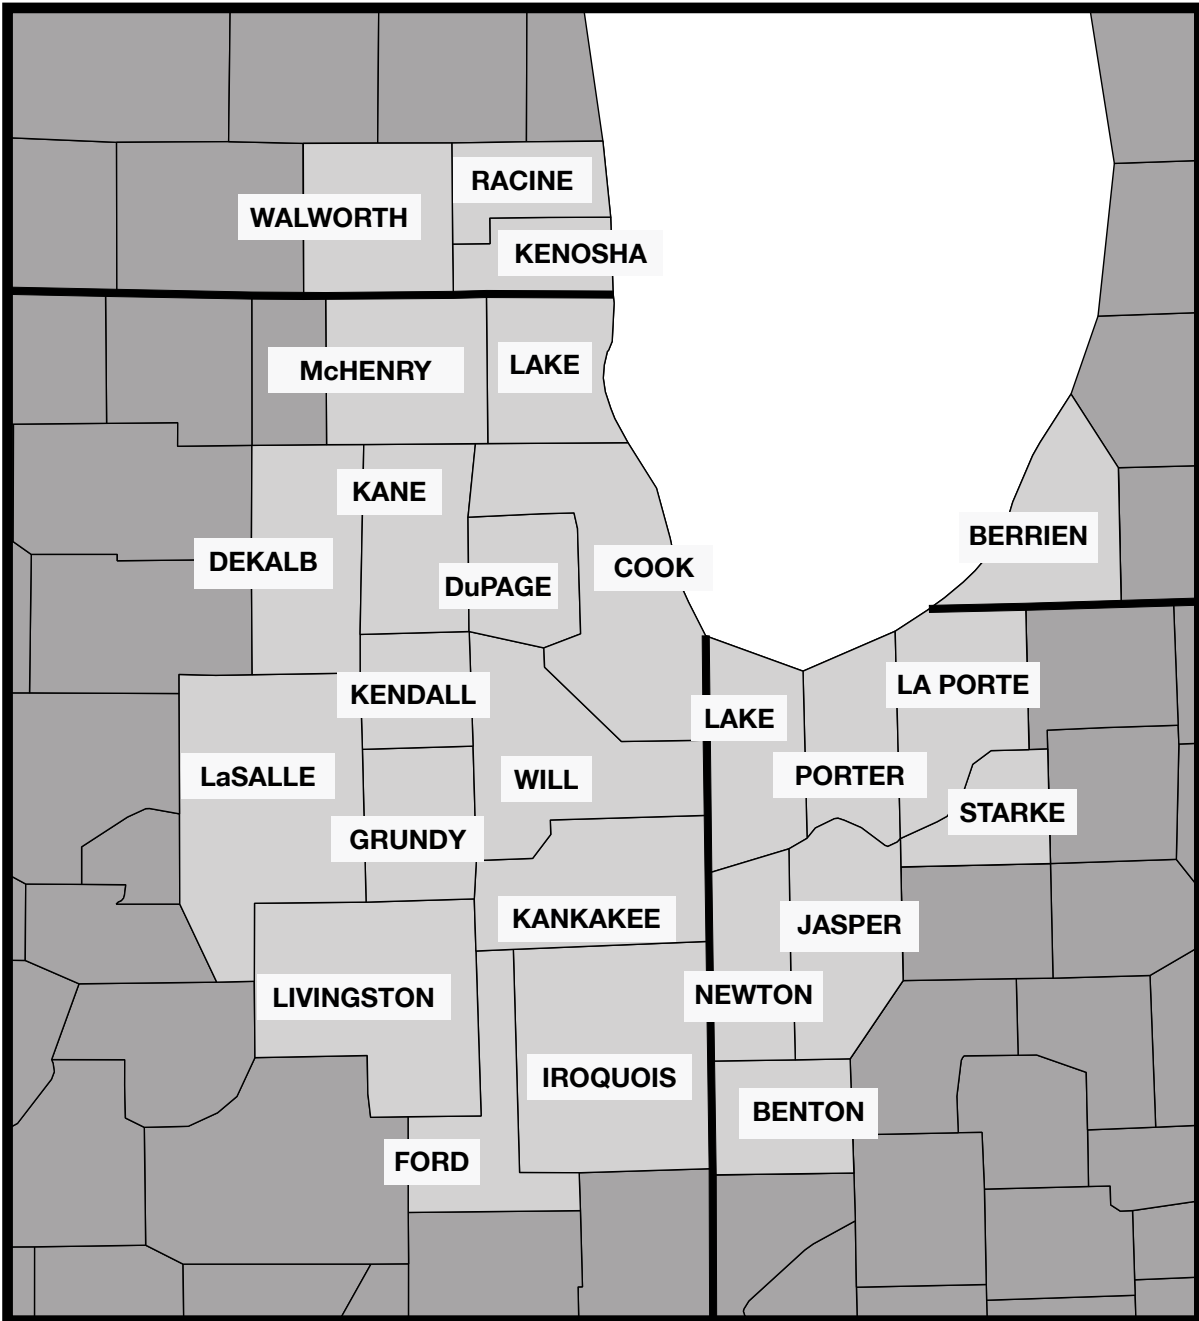 RACINE
WALWORTH
KENOSHA
McHENRY
LAKE
KANE
BERRIEN
DEKALB
COOK
DuPAGE
LA PORTE
KENDALL
LAKE
LaSALLE
WILL
PORTER
STARKE
GRUNDY
KANKAKEE
JASPER
LIVINGSTON
NEWTON
IROQUOIS
BENTON
FORD